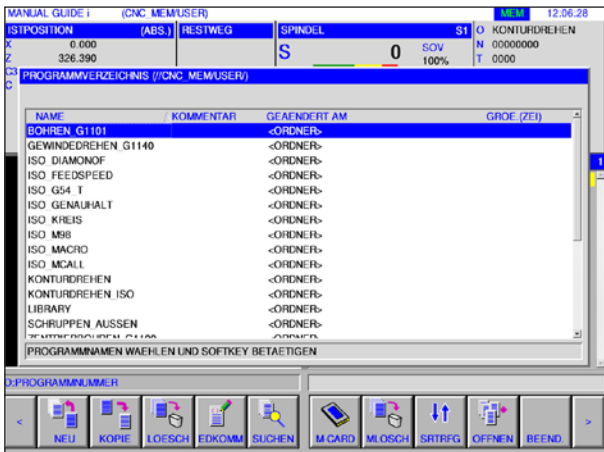 MANUAL GUIDE i (CNC_MEM/USER) MEM 12:06:28
ISTPOSITION (ABS.) RESTWEG SPINDEL S1 O KONTURDREHEN
X 0.000 S 0 SOV 100% N 00000000
Z 326.390 T 0000
C3
C
PROGRAMMVERZEICHNIS (//CNC_MEM/USER/)
NAME KOMMENTAR GEAENDERT AM GROE.(ZEI)
BOHREN_G1101 <ORDNER>
GEWINDEDREHEN_G1140 <ORDNER>
ISO_DIAMONOF <ORDNER>
ISO_FEEDSPEED <ORDNER>
ISO_G54_T <ORDNER>
ISO_GENAUHALT <ORDNER>
ISO_KREIS <ORDNER>
ISO_M98 <ORDNER>
ISO_MACRO <ORDNER>
ISO_MCALL <ORDNER>
KONTURDREHEN <ORDNER>
KONTURDREHEN_ISO <ORDNER>
LIBRARY <ORDNER>
SCHRUPPEN_AUSSEN <ORDNER>
1
PROGRAMMNAMEN WAEHLEN UND SOFTKEY BETAETIGEN
O:PROGRAMMNUMMER
< NEU KOPIE LOESCH EDKOMM SUCHEN M-CARD MLOSCH SRTRFG OFFNEN BEEND. >